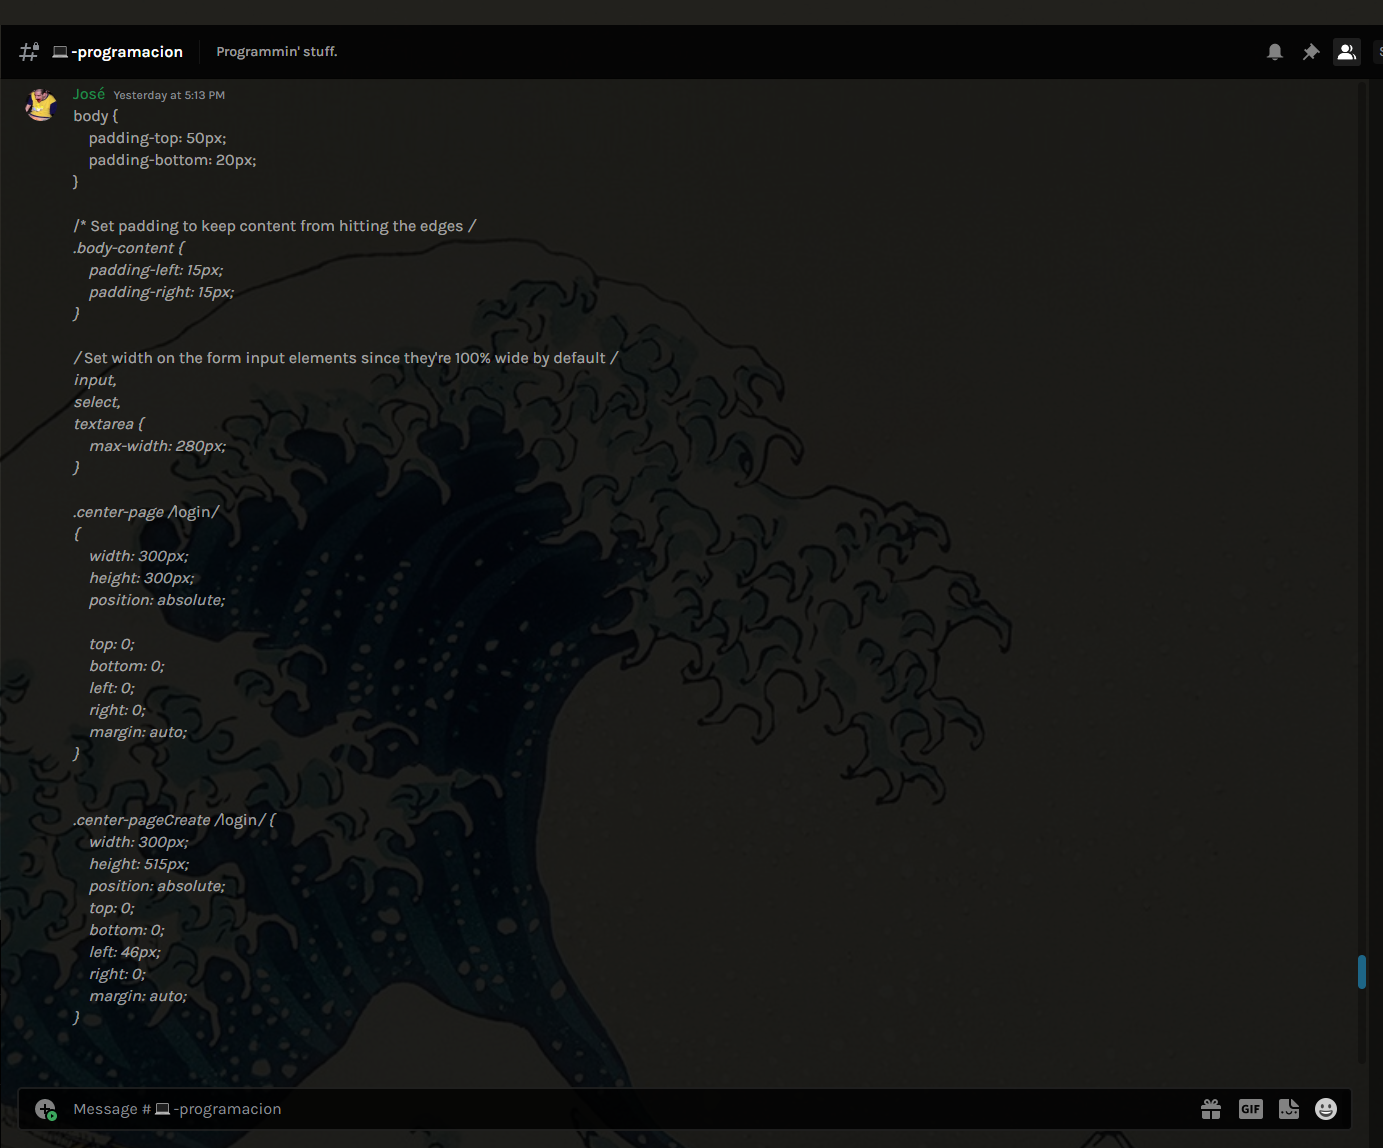 -programacion Programmin' stuff.
José Yesterday at 5:13 PM
body {
    padding-top: 50px;
    padding-bottom: 20px;
}
/* Set padding to keep content from hitting the edges /
.body-content {
    padding-left: 15px;
    padding-right: 15px;
}
/ Set width on the form input elements since they're 100% wide by default /
input,
select,
textarea {
    max-width: 280px;
}
.center-page /login/
{
    width: 300px;
    height: 300px;
    position: absolute;
    top: 0;
    bottom: 0;
    left: 0;
    right: 0;
    margin: auto;
}
.center-pageCreate /login/ {
    width: 300px;
    height: 515px;
    position: absolute;
    top: 0;
    bottom: 0;
    left: 46px;
    right: 0;
    margin: auto;
}
Message # 💻 -programacion GIF